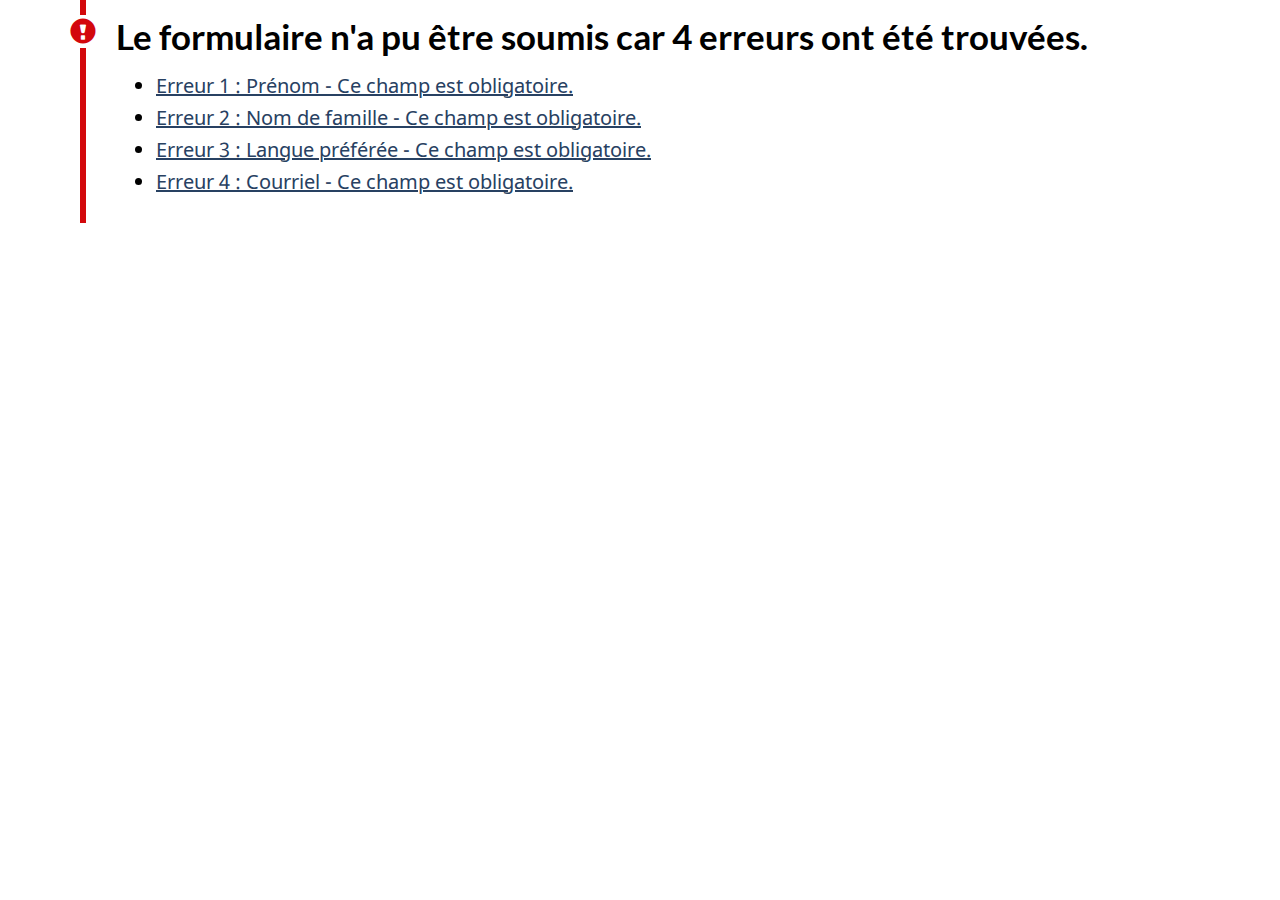 Le formulaire n'a pu être soumis car 4 erreurs ont été trouvées.
Erreur 1 : Prénom - Ce champ est obligatoire.
Erreur 2 : Nom de famille - Ce champ est obligatoire.
Erreur 3 : Langue préférée - Ce champ est obligatoire.
Erreur 4 : Courriel - Ce champ est obligatoire.